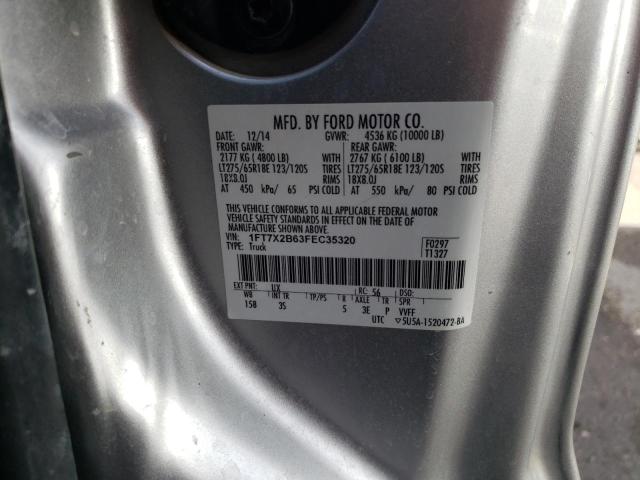 MFD. BY FORD MOTOR CO.
DATE: 12/14 GVWR: 4536 KG (10000 LB)
FRONT GAWR: REAR GAWR:
2177 KG (4800 LB) 2767 KG (6100 LB)
LT275/65R18E 123/120S TIRES LT275/65R18E 123/120S TIRES
18X8.0J RIMS 18X8.0J RIMS
AT 450 kPa/ 65 PSI COLD AT 550 kPa/ 80 PSI COLD
THIS VEHICLE CONFORMS TO ALL APPLICABLE FEDERAL MOTOR
VEHICLE SAFETY STANDARDS IN EFFECT ON THE DATE OF
MANUFACTURE SHOWN ABOVE.
VIN: 1FT7X2B63FEC35320 F0297
TYPE: Truck T1327
EXT PNT: UX RC: 56 DSO:
WB INT TR TP/PS R AXLE TR SPR
158 3S 5 3E P VVFF
UTC ▽5U5A-1520472-BA